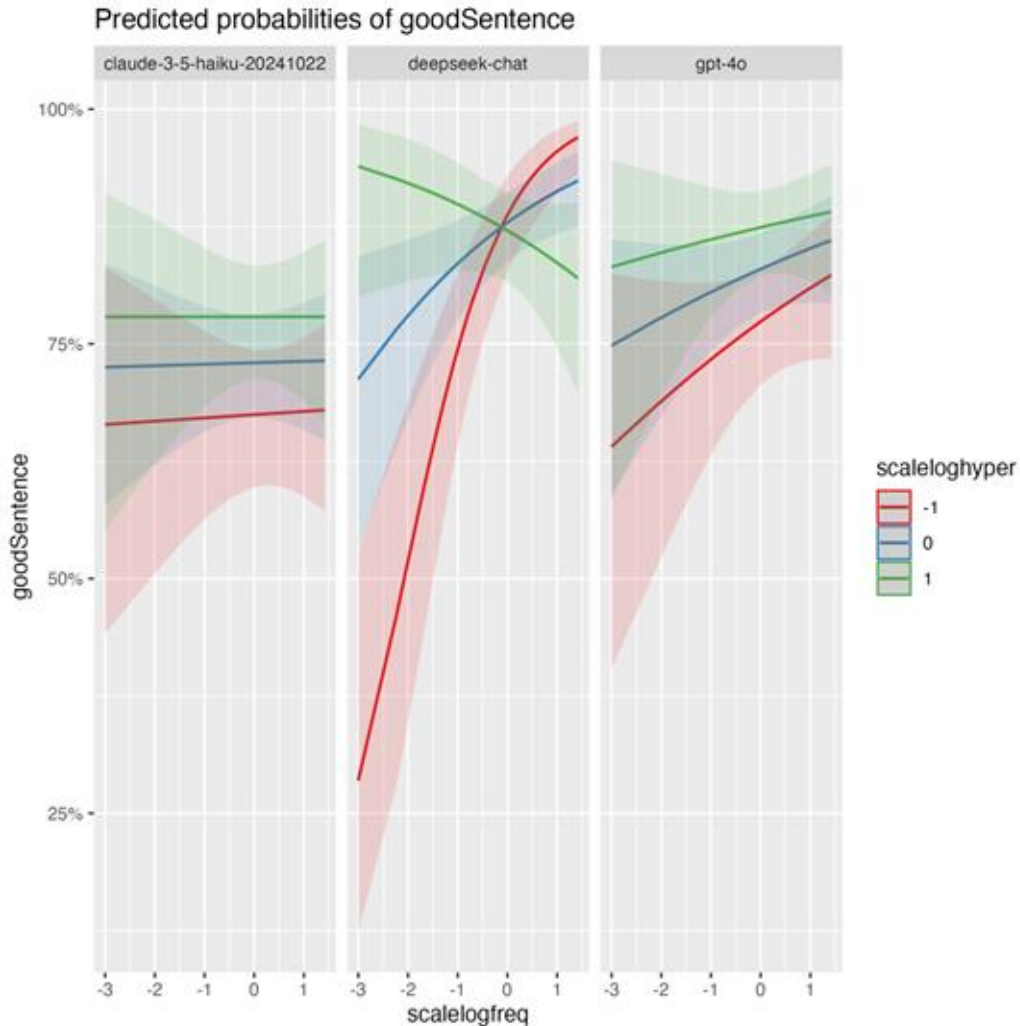 Predicted probabilities of goodSentence
claude-3-5-haiku-20241022
deepseek-chat
gpt-4o
100%
75%
50%
25%
goodSentence
-3 -2 -1 0 1
-3 -2 -1 0 1
-3 -2 -1 0 1
scalelogfreq
scaleloghyper
-1
0
1